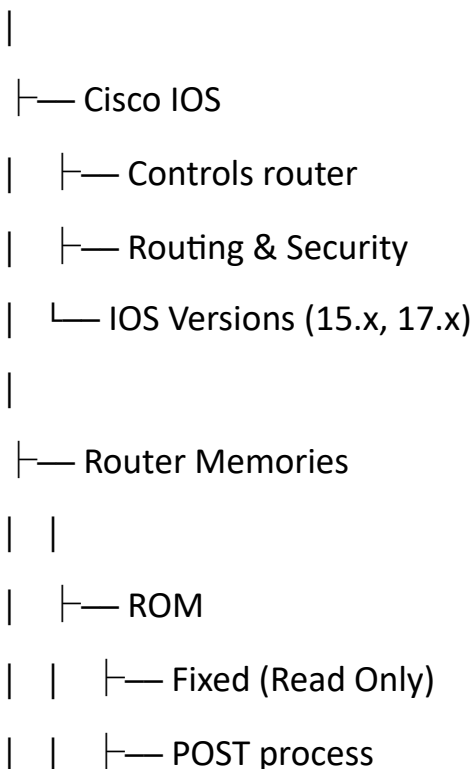 |
├── Cisco IOS
|   ├── Controls router
|   ├── Routing & Security
|   └── IOS Versions (15.x, 17.x)
|
├── Router Memories
|   |
|   ├── ROM
|   |   ├── Fixed (Read Only)
|   |   ├── POST process